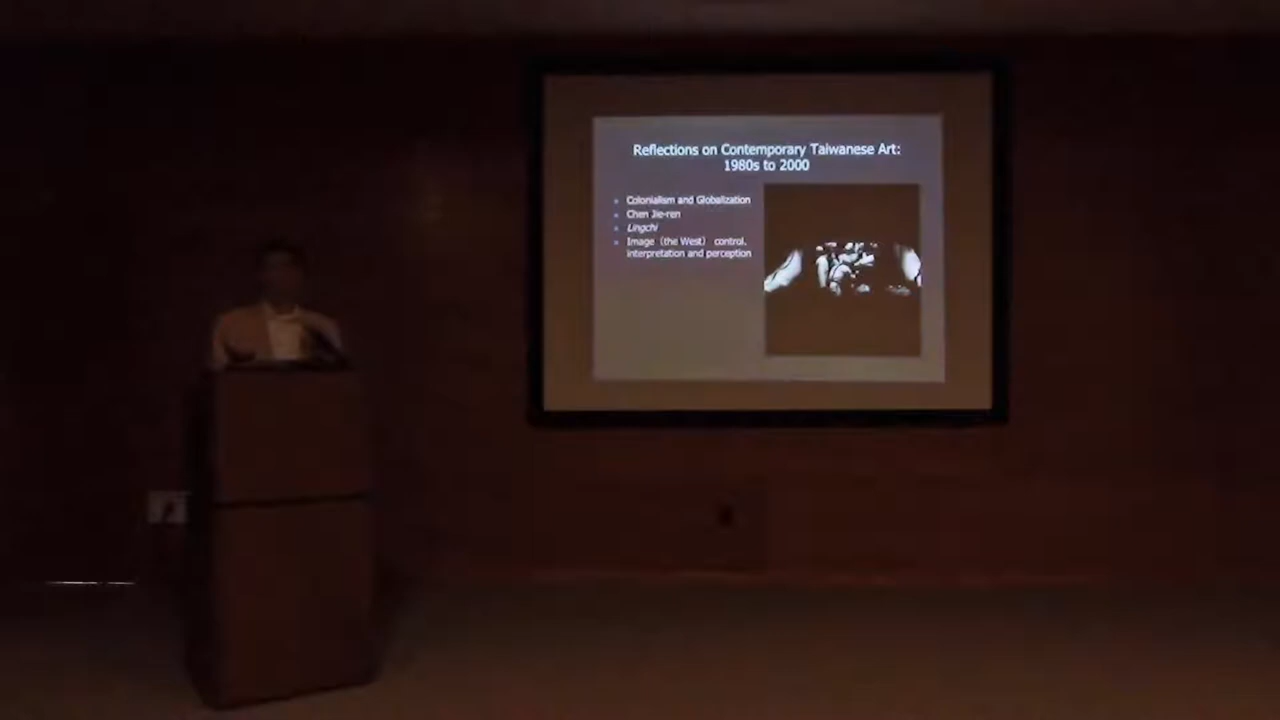 Reflections on Contemporary Taiwanese Art:
1980s to 2000
Colonialism and Globalization
Chen Jie-ren
Lingchi
Image (the West) control,
interpretation and perception